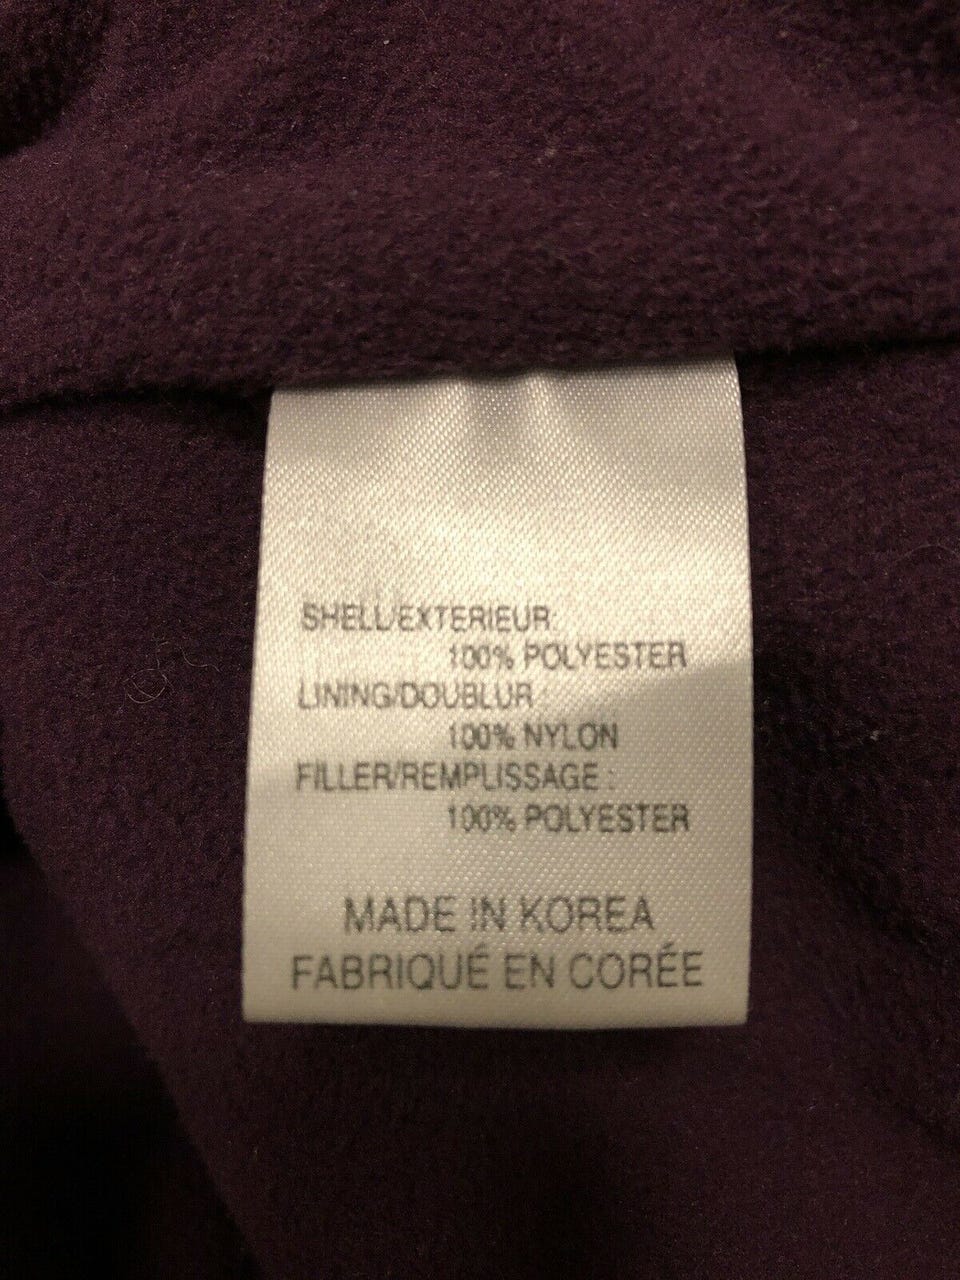 SHELL/EXTERIEUR:
100% POLYESTER
LINING/DOUBLUR :
100% NYLON
FILLER/REMPLISSAGE :
100% POLYESTER
MADE IN KOREA
FABRIQUÉ EN CORÉE